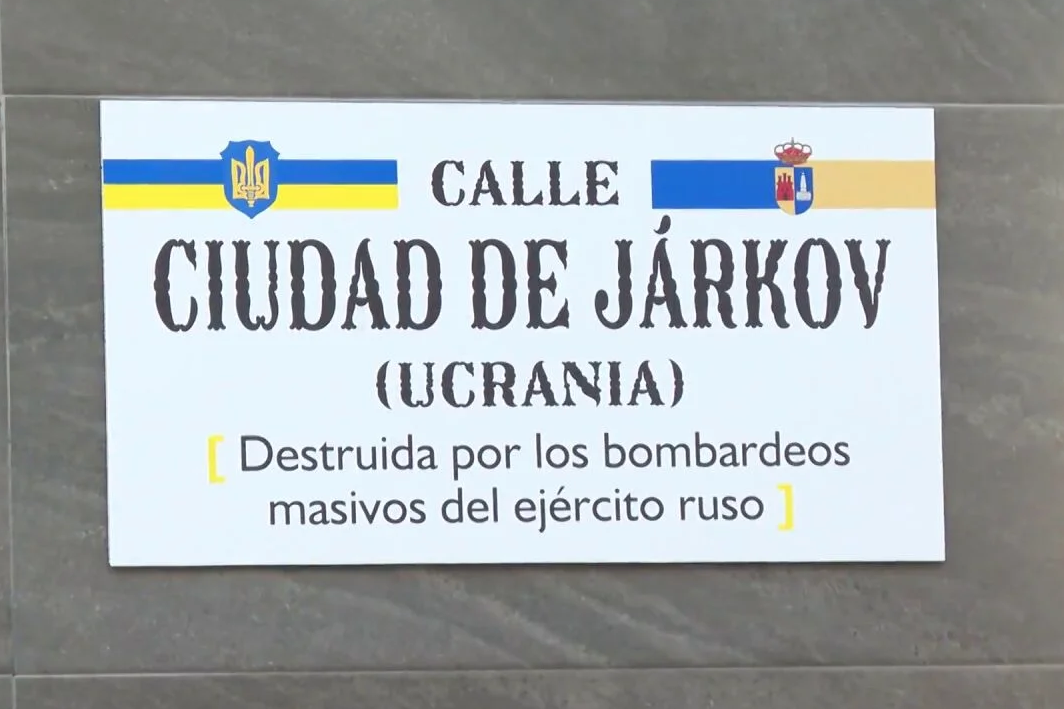 CALLE
CIUDAD DE JÁRKOV
(UCRANIA)
[ Destruida por los bombardeos
masivos del ejército ruso ]